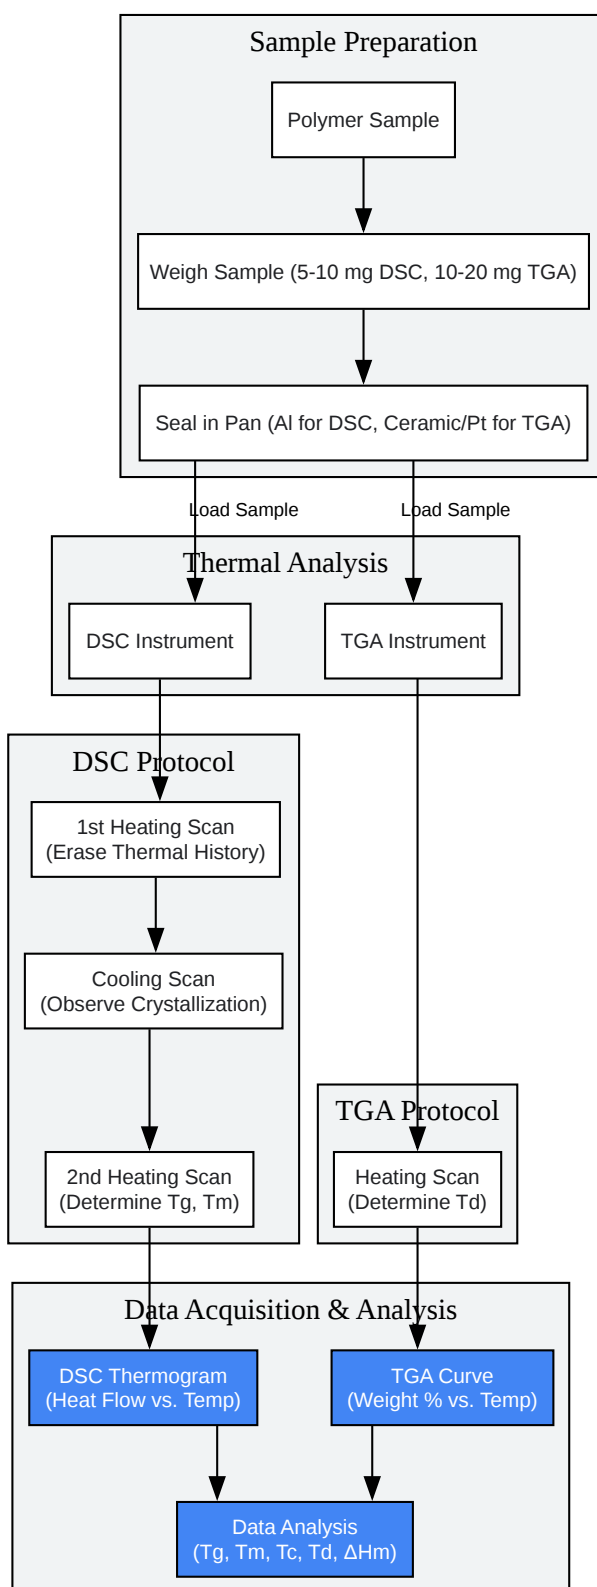 Sample Preparation
Polymer Sample
Weigh Sample (5-10 mg DSC, 10-20 mg TGA)
Seal in Pan (Al for DSC, Ceramic/Pt for TGA)
Load Sample
Load Sample
Thermal Analysis
DSC Instrument
TGA Instrument
DSC Protocol
1st Heating Scan
(Erase Thermal History)
Cooling Scan
(Observe Crystallization)
2nd Heating Scan
(Determine Tg, Tm)
TGA Protocol
Heating Scan
(Determine Td)
Data Acquisition & Analysis
DSC Thermogram
(Heat Flow vs. Temp)
TGA Curve
(Weight % vs. Temp)
Data Analysis
(Tg, Tm, Tc, Td, ΔHm)